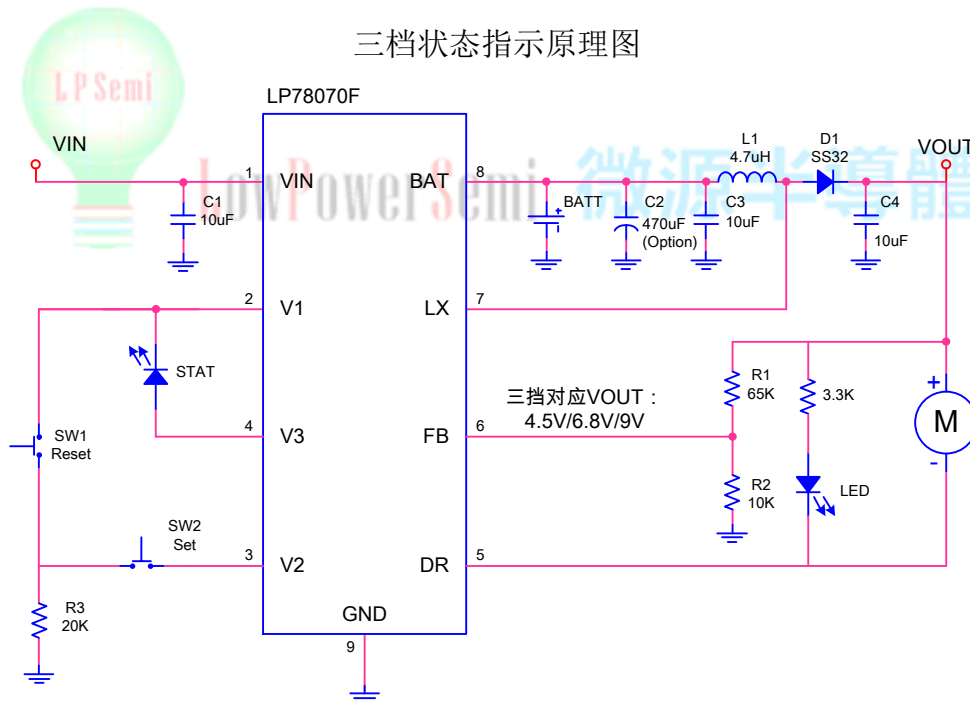 三档状态指示原理图
LPSemi
LP78070F
VIN
LowPowerSemi 微源半導體
1
VIN
BAT
8
C1
10uF
BATT
+
-
C2
470uF
(Option)
C3
10uF
L1
4.7uH
D1
SS32
VOUT
C4
10uF
2
V1
LX
7
STAT
4
V3
FB
6
三挡对应VOUT：
4.5V/6.8V/9V
R1
65K
3.3K
+
M
-
SW1
Reset
R2
10K
LED
SW2
Set
3
V2
DR
5
R3
20K
GND
9